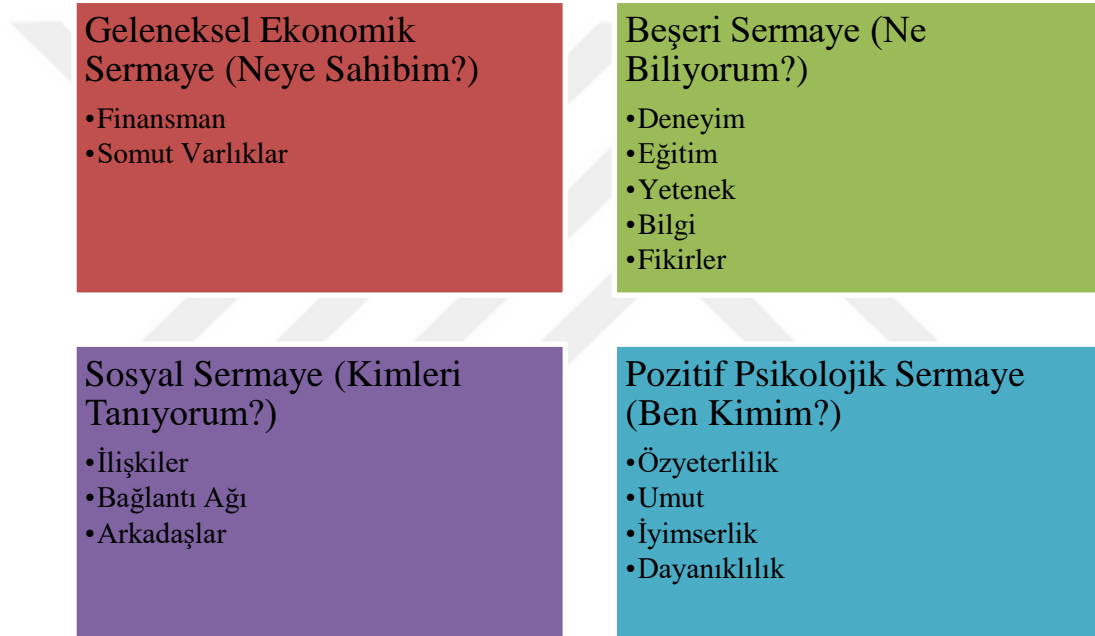 Geleneksel Ekonomik
Sermaye (Neye Sahibim?)
•Finansman
•Somut Varlıklar
Beşeri Sermaye (Ne
Biliyorum?)
•Deneyim
•Eğitim
•Yetenek
•Bilgi
•Fikirler
Sosyal Sermaye (Kimleri
Tanıyorum?)
•İlişkiler
•Bağlantı Ağı
•Arkadaşlar
Pozitif Psikolojik Sermaye
(Ben Kimim?)
•Özyeterlilik
•Umut
•İyimserlik
•Dayanıklılık